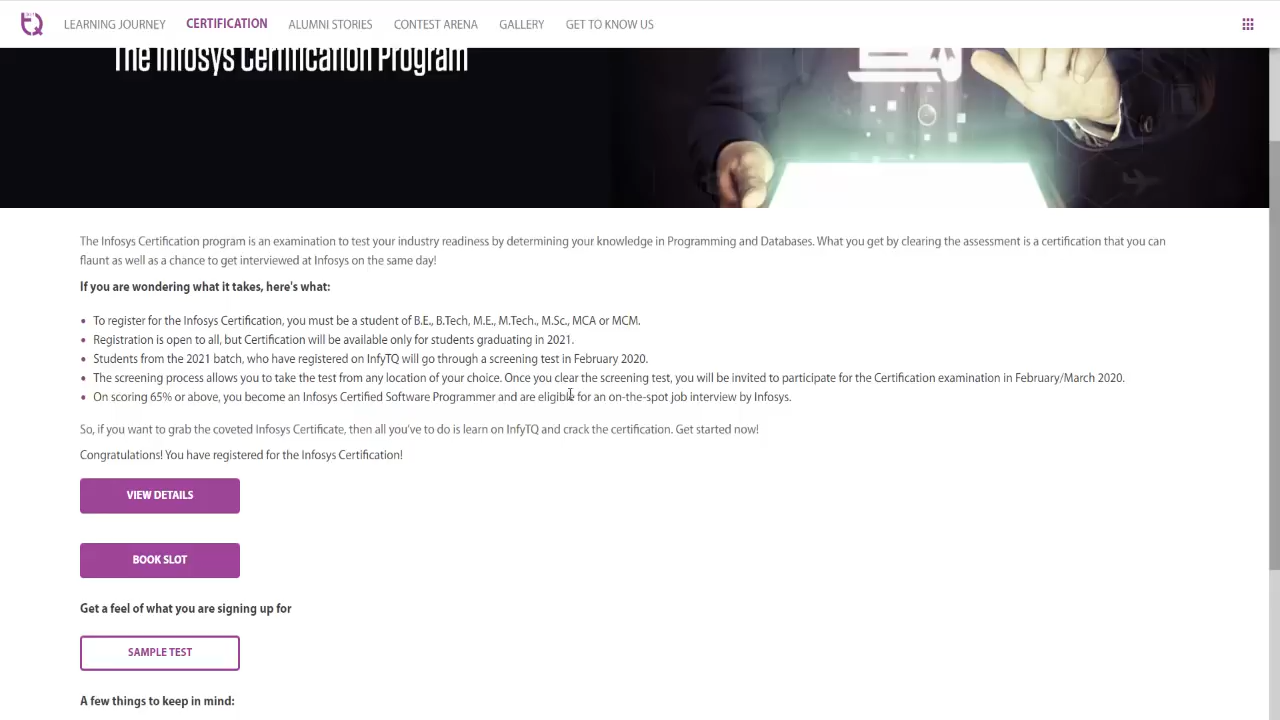 LEARNING JOURNEY CERTIFICATION ALUMNI STORIES CONTEST ARENA GALLERY GET TO KNOW US
The Infosys Certification Program
The Infosys Certification program is an examination to test your industry readiness by determining your knowledge in Programming and Databases. What you get by clearing the assessment is a certification that you can
flaunt as well as a chance to get interviewed at Infosys on the same day!
If you are wondering what it takes, here's what:
• To register for the Infosys Certification, you must be a student of B.E., B.Tech, M.E., M.Tech., M.Sc., MCA or MCM.
• Registration is open to all, but Certification will be available only for students graduating in 2021.
• Students from the 2021 batch, who have registered on InfyTQ will go through a screening test in February 2020.
• The screening process allows you to take the test from any location of your choice. Once you clear the screening test, you will be invited to participate for the Certification examination in February/March 2020.
• On scoring 65% or above, you become an Infosys Certified Software Programmer and are eligible for an on-the-spot job interview by Infosys.
So, if you want to grab the coveted Infosys Certificate, then all you've to do is learn on InfyTQ and crack the certification. Get started now!
Congratulations! You have registered for the Infosys Certification!
VIEW DETAILS
BOOK SLOT
Get a feel of what you are signing up for
SAMPLE TEST
A few things to keep in mind: